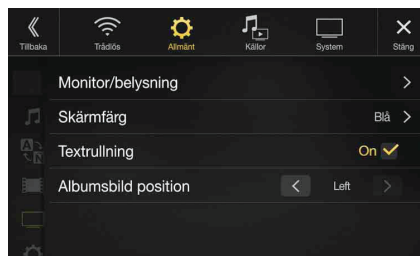 Tillbaka
Trådlös
Allmänt
Källor
System
Stäng
Monitor/belysning
Skärmfärg Blå
Textrullning On
Albumsbild position Left